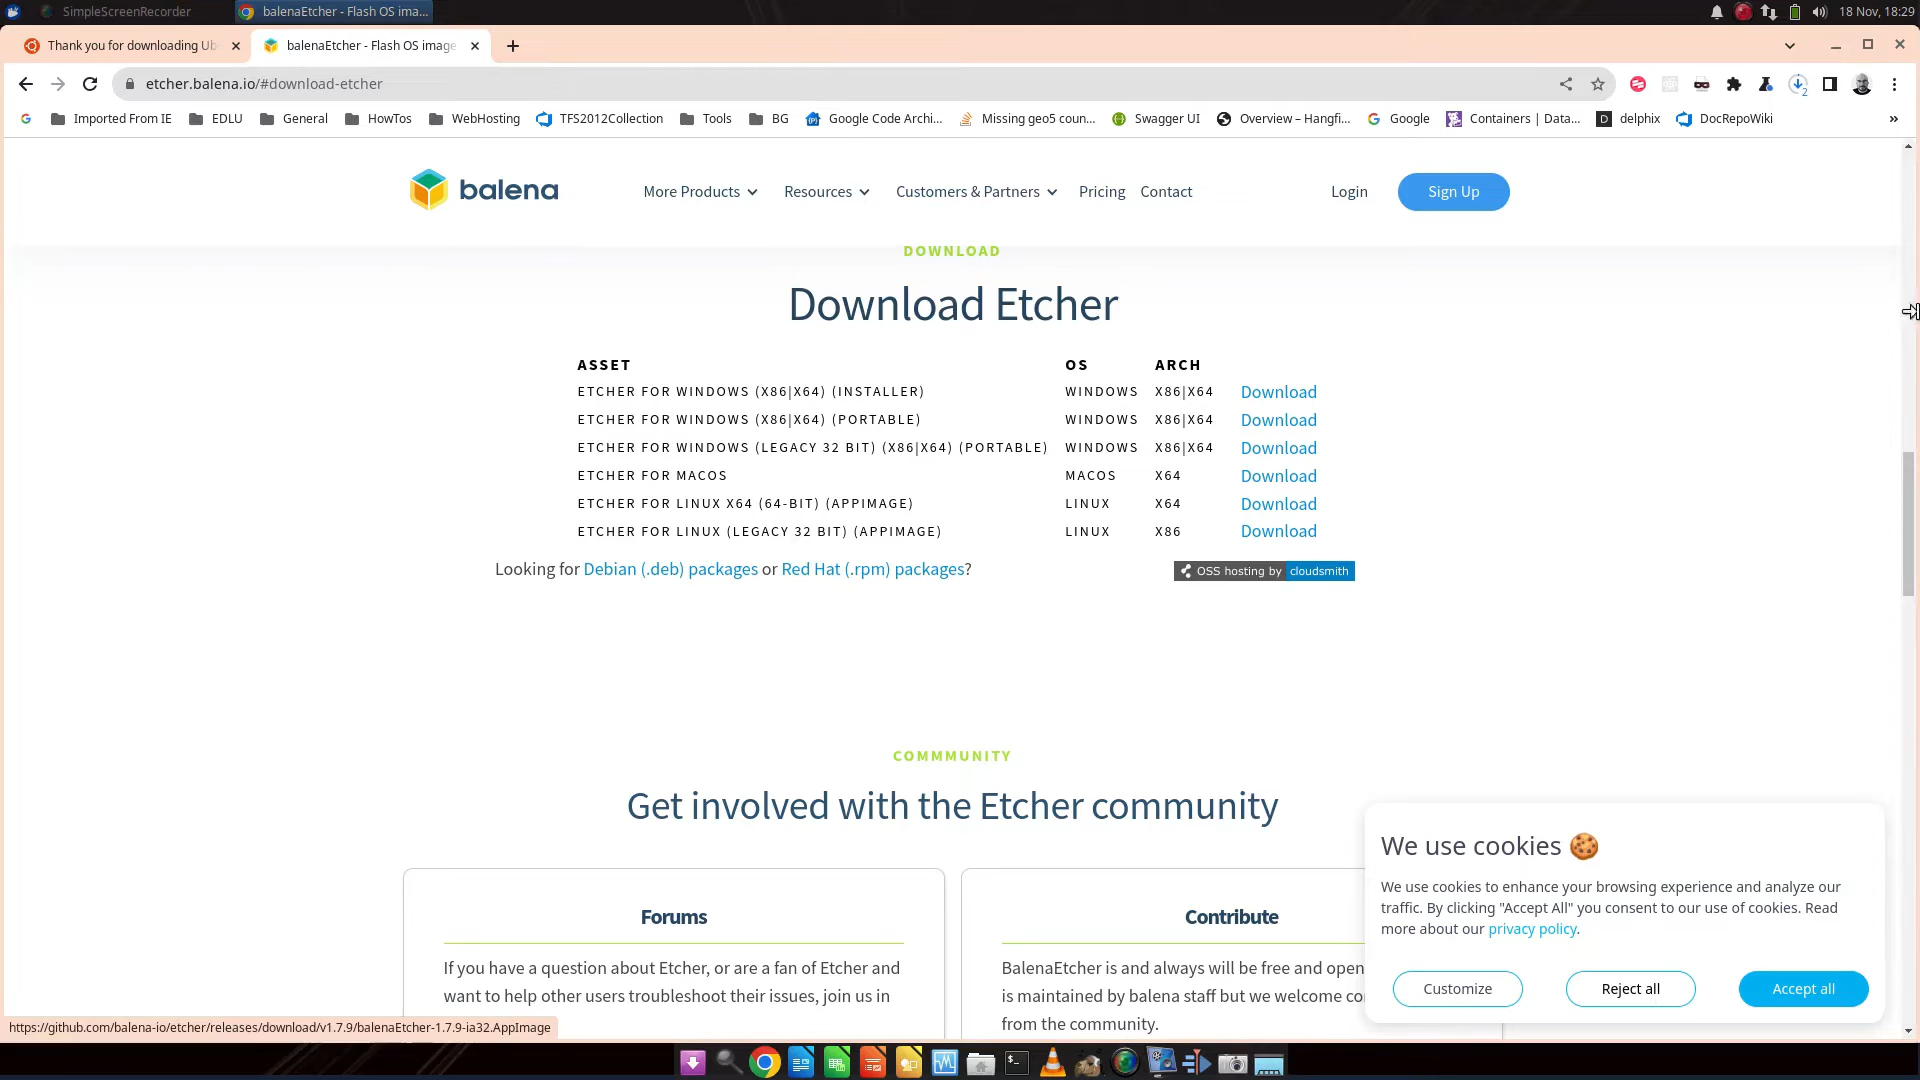 SimpleScreenRecorder
balenaEtcher - Flash OS ima...
18 Nov, 18:29
Thank you for downloading Ub
balenaEtcher - Flash OS image
etcher.balena.io/#download-etcher
2
Imported From IE
EDLU
General
HowTos
WebHosting
TFS2012Collection
Tools
BG
Google Code Archi...
Missing geo5 coun...
Swagger UI
Overview – Hangfi...
Google
Containers | Data...
delphix
DocRepoWiki
»
balena
More Products
Resources
Customers & Partners
Pricing
Contact
Login
Sign Up
DOWNLOAD
Download Etcher
ASSET OS ARCH
ETCHER FOR WINDOWS (X86|X64) (INSTALLER) WINDOWS X86|X64 Download
ETCHER FOR WINDOWS (X86|X64) (PORTABLE) WINDOWS X86|X64 Download
ETCHER FOR WINDOWS (LEGACY 32 BIT) (X86|X64) (PORTABLE) WINDOWS X86|X64 Download
ETCHER FOR MACOS MACOS X64 Download
ETCHER FOR LINUX X64 (64-BIT) (APPIMAGE) LINUX X64 Download
ETCHER FOR LINUX (LEGACY 32 BIT) (APPIMAGE) LINUX X86 Download
Looking for Debian (.deb) packages or Red Hat (.rpm) packages?
OSS hosting by cloudsmith
COMMMUNITY
Get involved with the Etcher community
Forums
If you have a question about Etcher, or are a fan of Etcher and
want to help other users troubleshoot their issues, join us in
Contribute
BalenaEtcher is and always will be free and open
is maintained by balena staff but we welcome co
from the community.
We use cookies 🍪
We use cookies to enhance your browsing experience and analyze our
traffic. By clicking "Accept All" you consent to our use of cookies. Read
more about our privacy policy.
Customize
Reject all
Accept all
https://github.com/balena-io/etcher/releases/download/v1.7.9/balenaEtcher-1.7.9-ia32.AppImage